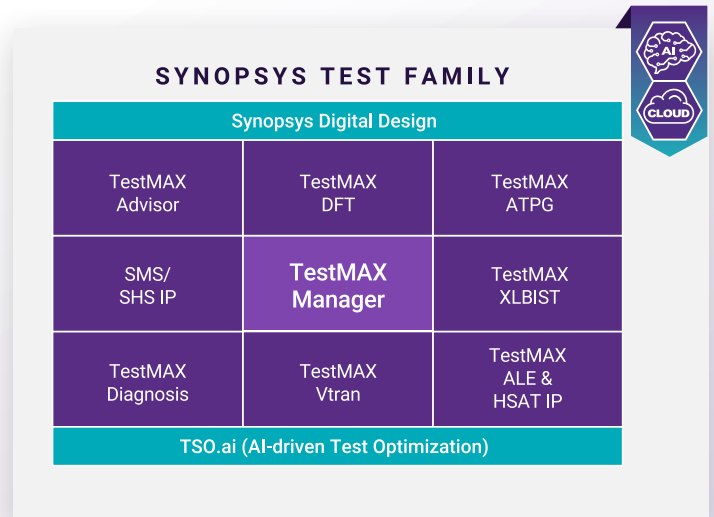 AI
CLOUD
SYNOPSYS TEST FAMILY
Synopsys Digital Design
TestMAX
Advisor
TestMAX
DFT
TestMAX
ATPG
SMS/
SHS IP
TestMAX
Manager
TestMAX
XLBIST
TestMAX
Diagnosis
TestMAX
Vtran
TestMAX
ALE &
HSAT IP
TSO.ai (AI-driven Test Optimization)